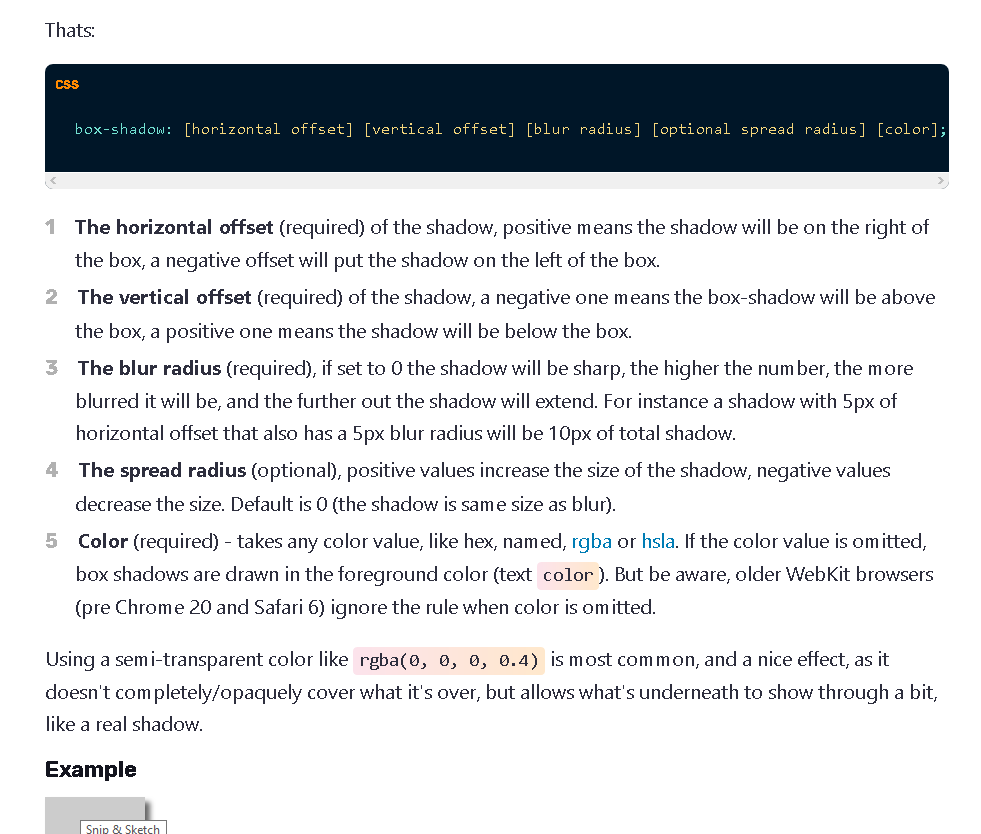 Thats:
CSS
box-shadow: [horizontal offset] [vertical offset] [blur radius] [optional spread radius] [color];
1 The horizontal offset (required) of the shadow, positive means the shadow will be on the right of
the box, a negative offset will put the shadow on the left of the box.
2 The vertical offset (required) of the shadow, a negative one means the box-shadow will be above
the box, a positive one means the shadow will be below the box.
3 The blur radius (required), if set to 0 the shadow will be sharp, the higher the number, the more
blurred it will be, and the further out the shadow will extend. For instance a shadow with 5px of
horizontal offset that also has a 5px blur radius will be 10px of total shadow.
4 The spread radius (optional), positive values increase the size of the shadow, negative values
decrease the size. Default is 0 (the shadow is same size as blur).
5 Color (required) - takes any color value, like hex, named, rgba or hsla. If the color value is omitted,
box shadows are drawn in the foreground color (text color). But be aware, older WebKit browsers
(pre Chrome 20 and Safari 6) ignore the rule when color is omitted.
Using a semi-transparent color like rgba(0, 0, 0, 0.4) is most common, and a nice effect, as it
doesn't completely/opaquely cover what it's over, but allows what's underneath to show through a bit,
like a real shadow.
Example
Snip & Sketch